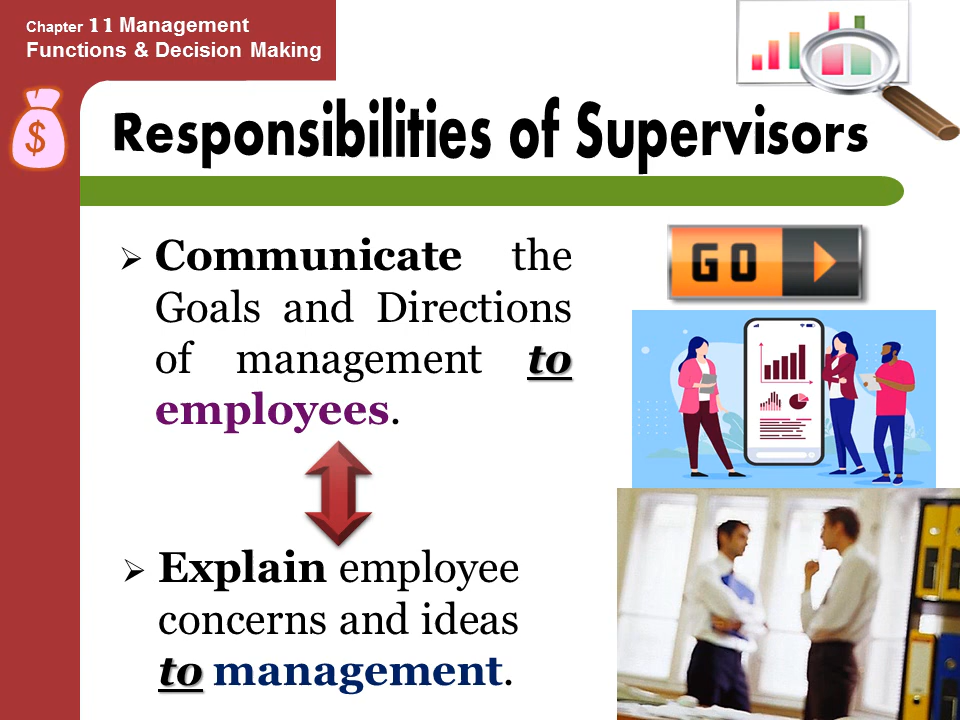 Chapter 11 Management
Functions & Decision Making
$
Responsibilities of Supervisors
➢ Communicate the
Goals and Directions
of management to
employees.
GO
➢ Explain employee
concerns and ideas
to management.